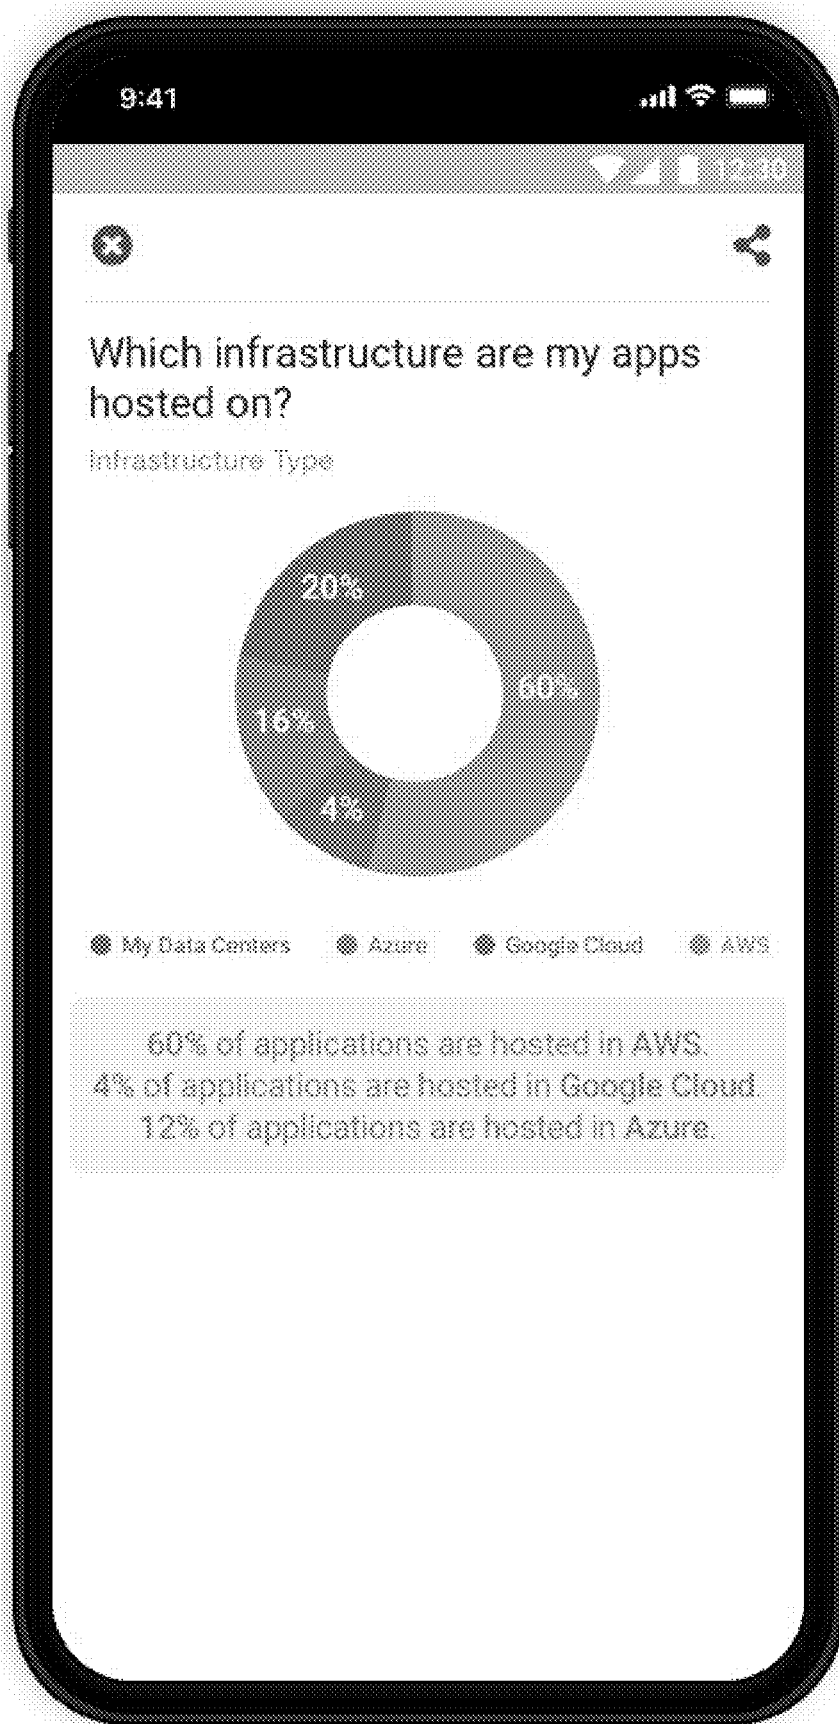 9:41
12:30
Which infrastructure are my apps
hosted on?
Infrastructure Type
20%
60%
16%
4%
My Data Centers Azure Google Cloud AWS
60% of applications are hosted in AWS.
4% of applications are hosted in Google Cloud.
12% of applications are hosted in Azure.